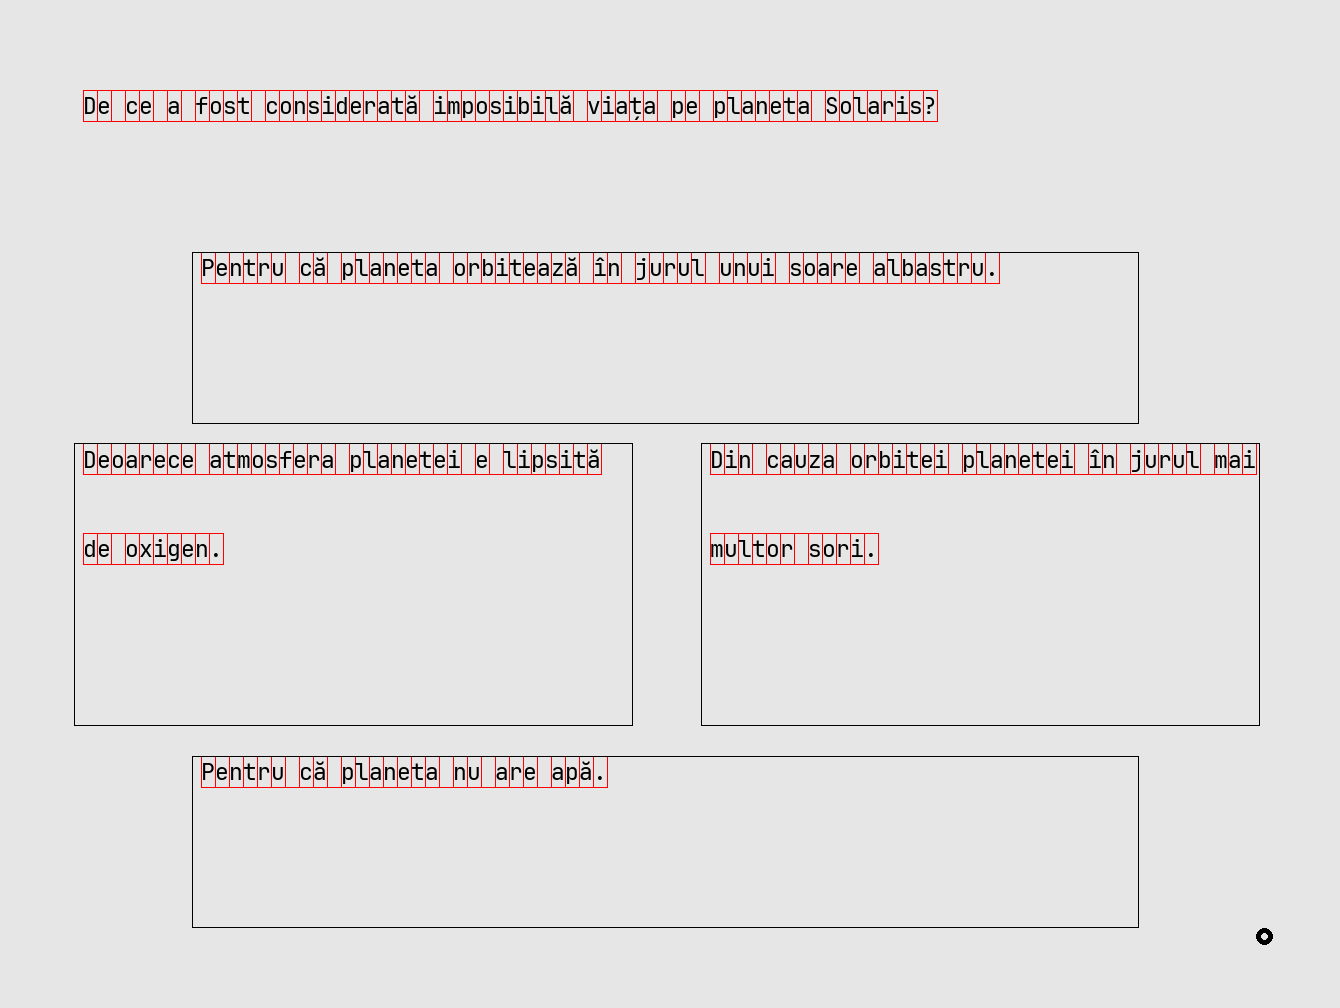 De ce a fost considerată imposibilă viața pe planeta Solaris?
Pentru că planeta orbitează în jurul unui soare albastru.
Deoarece atmosfera planetei e lipsită
de oxigen.
Din cauza orbitei planetei în jurul mai
multor sori.
Pentru că planeta nu are apă.